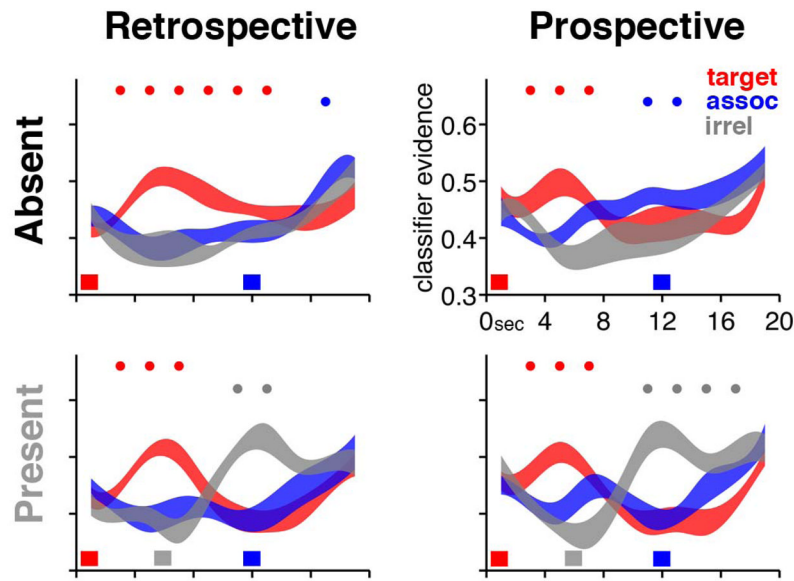 Retrospective Prospective
target
assoc
irrel
Absent
classifier evidence
0.6
0.5
0.4
0.3
0sec 4 8 12 16 20
Present